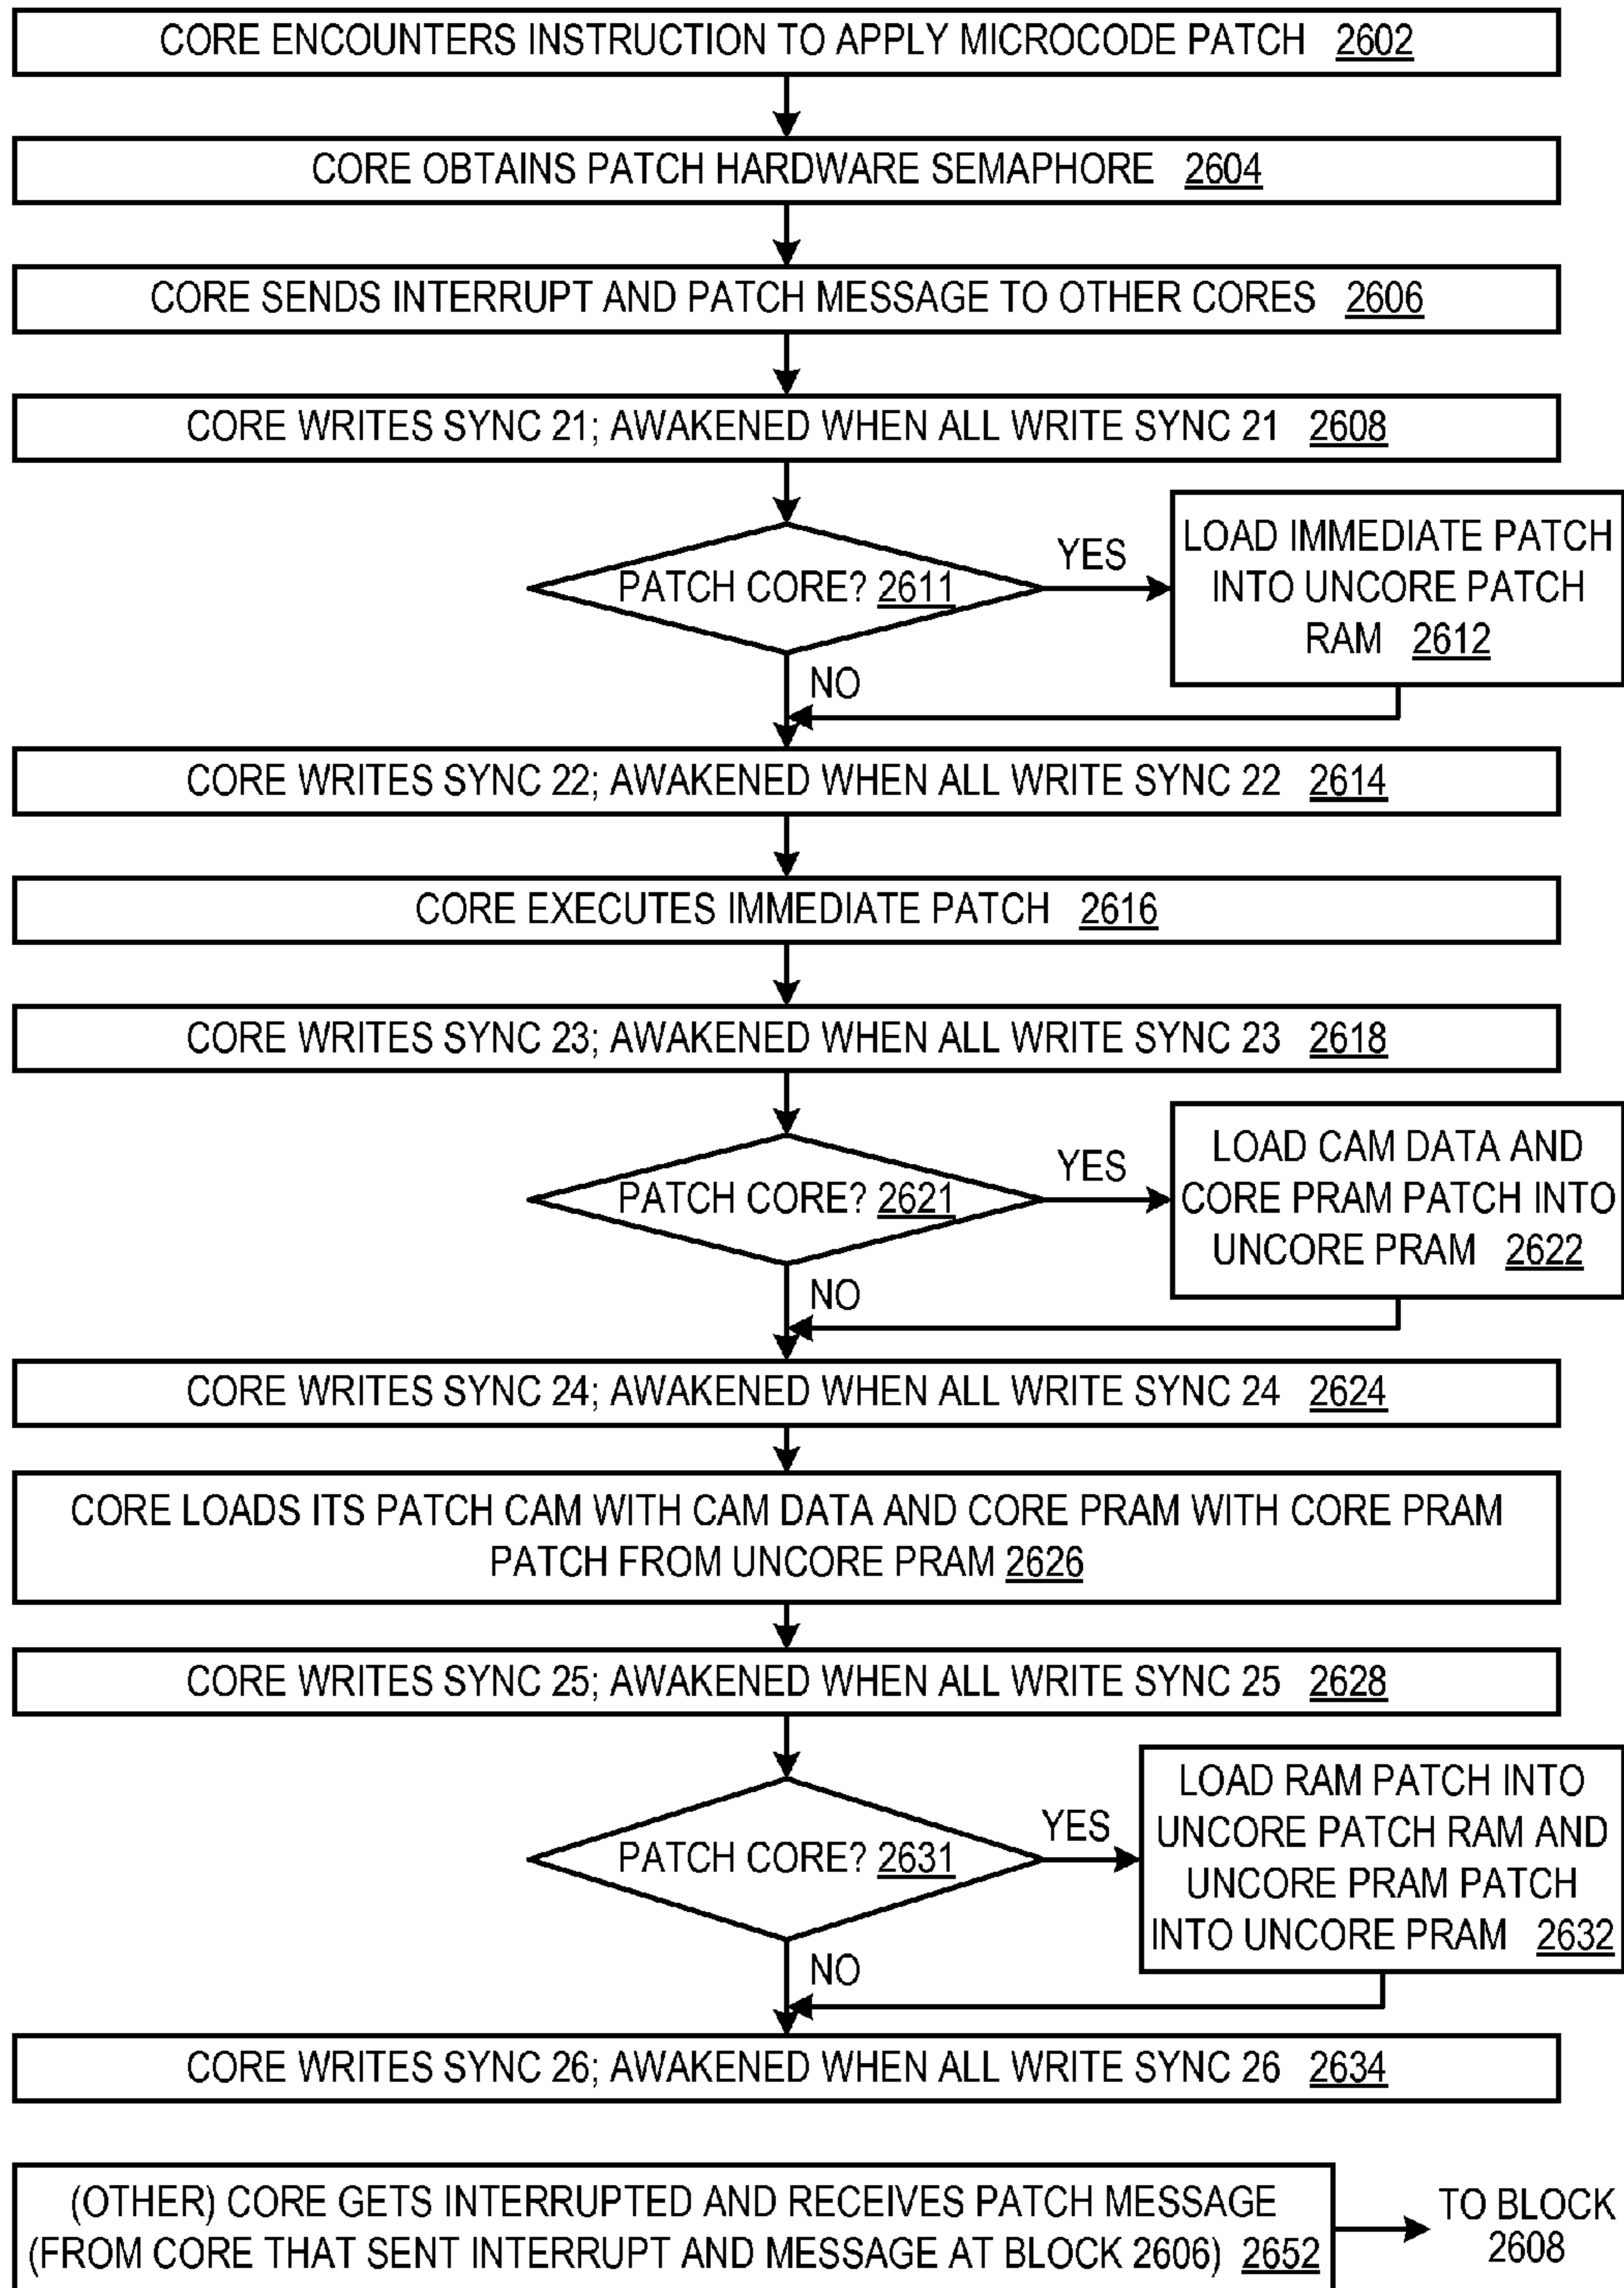 CORE ENCOUNTERS INSTRUCTION TO APPLY MICROCODE PATCH 2602
CORE OBTAINS PATCH HARDWARE SEMAPHORE 2604
CORE SENDS INTERRUPT AND PATCH MESSAGE TO OTHER CORES 2606
CORE WRITES SYNC 21; AWAKENED WHEN ALL WRITE SYNC 21 2608
PATCH CORE? 2611
YES
LOAD IMMEDIATE PATCH
INTO UNCORE PATCH
RAM 2612
NO
CORE WRITES SYNC 22; AWAKENED WHEN ALL WRITE SYNC 22 2614
CORE EXECUTES IMMEDIATE PATCH 2616
CORE WRITES SYNC 23; AWAKENED WHEN ALL WRITE SYNC 23 2618
PATCH CORE? 2621
YES
LOAD CAM DATA AND
CORE PRAM PATCH INTO
UNCORE PRAM 2622
NO
CORE WRITES SYNC 24; AWAKENED WHEN ALL WRITE SYNC 24 2624
CORE LOADS ITS PATCH CAM WITH CAM DATA AND CORE PRAM WITH CORE PRAM
PATCH FROM UNCORE PRAM 2626
CORE WRITES SYNC 25; AWAKENED WHEN ALL WRITE SYNC 25 2628
PATCH CORE? 2631
YES
LOAD RAM PATCH INTO
UNCORE PATCH RAM AND
UNCORE PRAM PATCH
INTO UNCORE PRAM 2632
NO
CORE WRITES SYNC 26; AWAKENED WHEN ALL WRITE SYNC 26 2634
(OTHER) CORE GETS INTERRUPTED AND RECEIVES PATCH MESSAGE
(FROM CORE THAT SENT INTERRUPT AND MESSAGE AT BLOCK 2606) 2652
TO BLOCK
2608